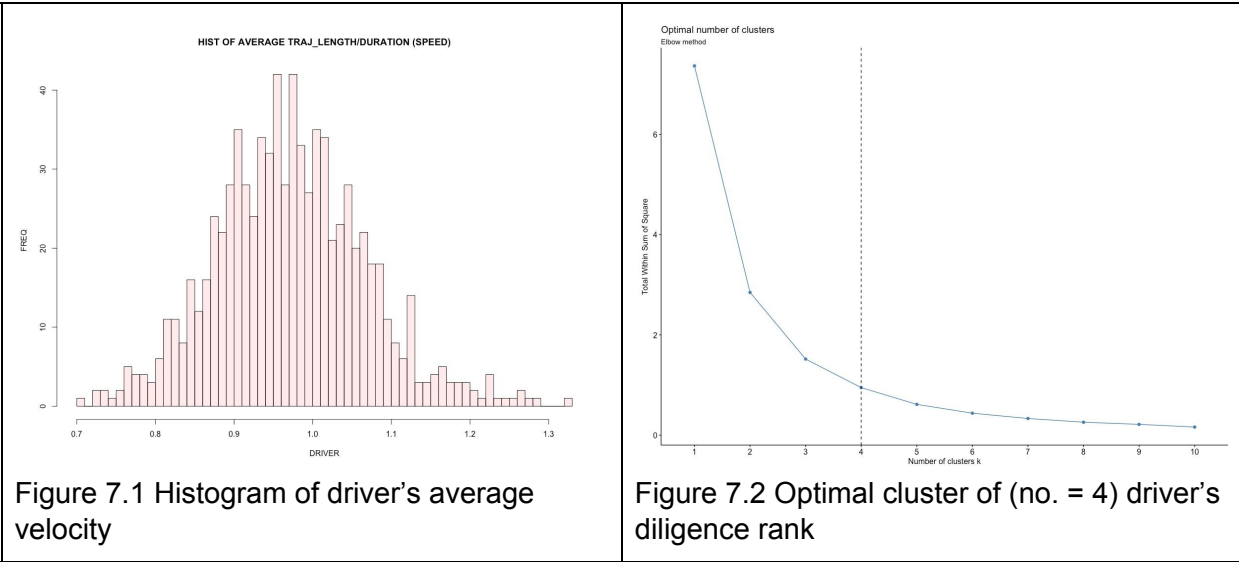 HIST OF AVERAGE TRAJ_LENGTH/DURATION (SPEED)
FREQ
40
30
20
10
0
0.7 0.8 0.9 1.0 1.1 1.2 1.3
DRIVER
Figure 7.1 Histogram of driver's average
velocity
Optimal number of clusters
Elbow method
Total Within Sum of Square
6
4
2
0
1 2 3 4 5 6 7 8 9 10
Number of clusters k
Figure 7.2 Optimal cluster of (no. = 4) driver's
diligence rank